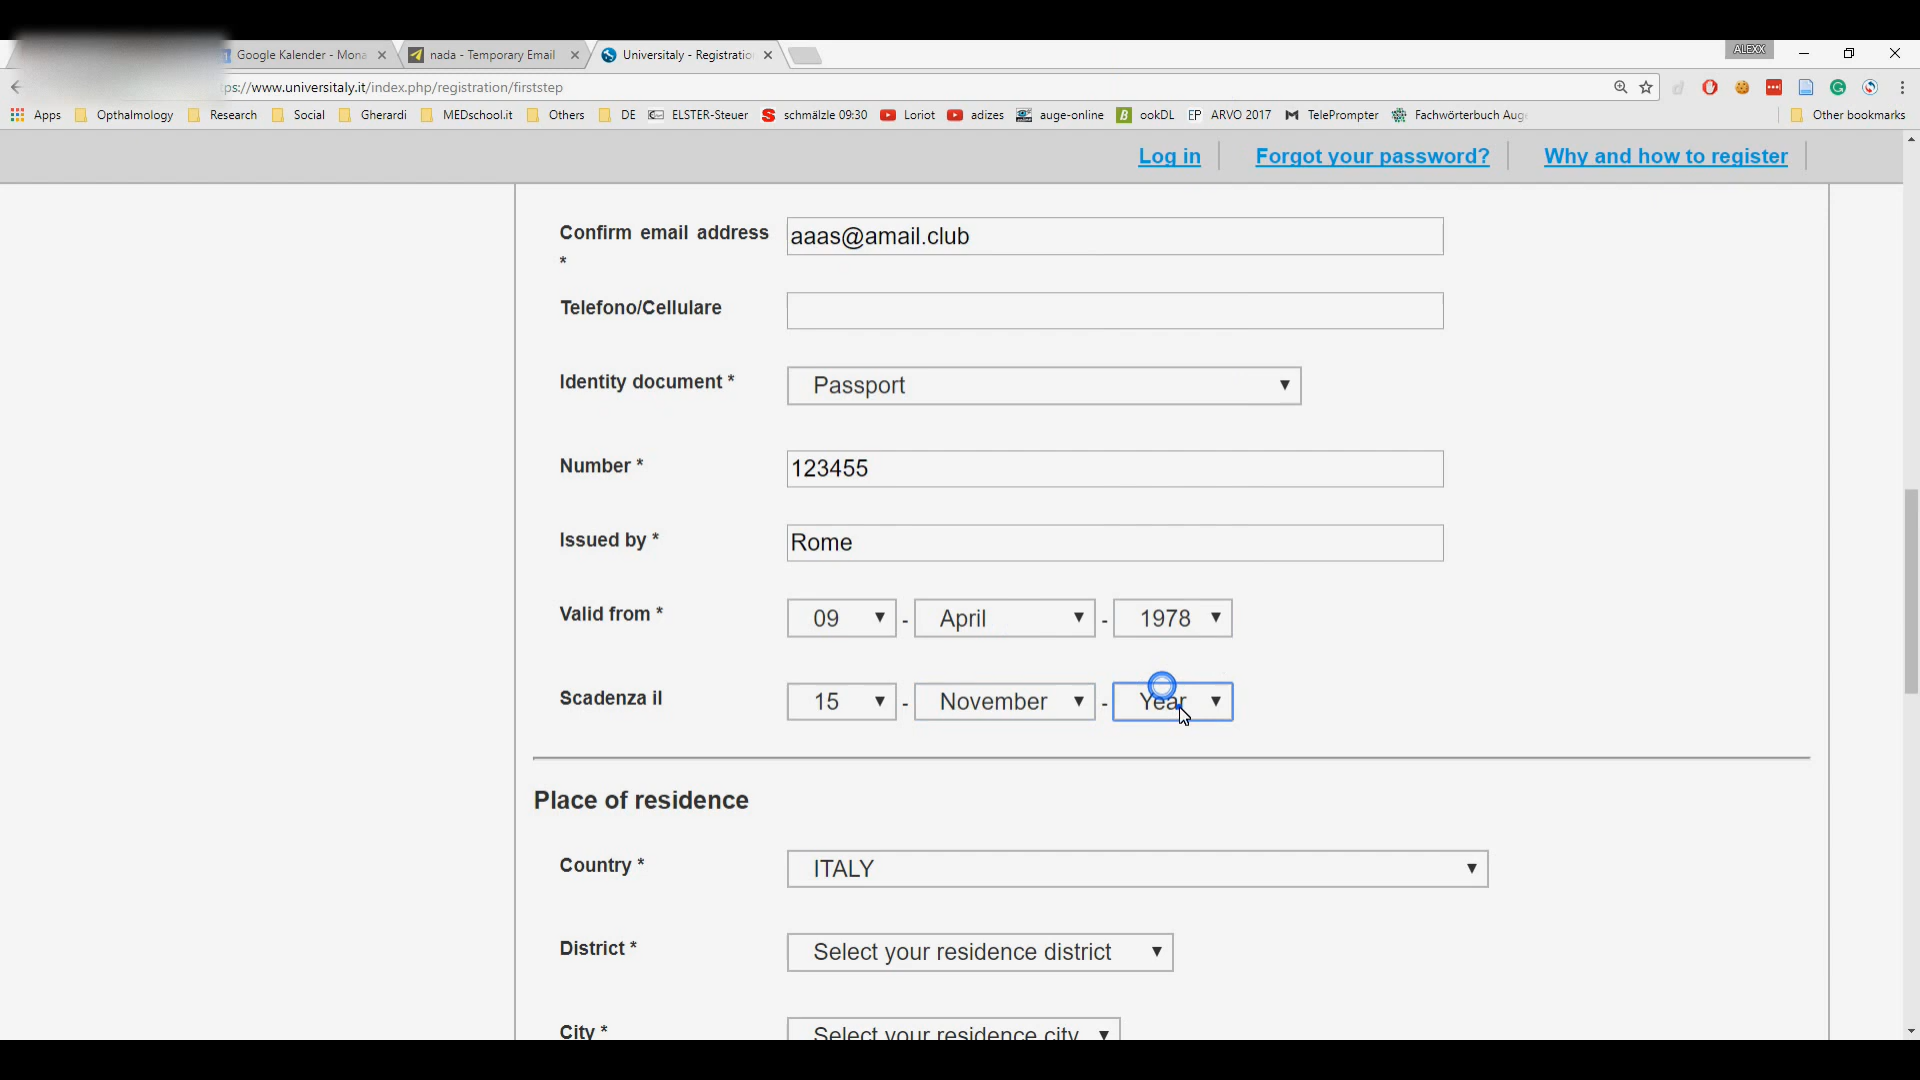 ALEXX
Google Kalender - Mona
nada - Temporary Email
Universitaly - Registratio
ps://www.universitaly.it/index.php/registration/firststep
Apps Opthalmology Research Social Gherardi MEDschool.it Others DE ELSTER-Steuer schmälzle 09:30 Loriot adizes auge-online B ookDL EP ARVO 2017 TelePrompter Fachwörterbuch Auge Other bookmarks
Log in Forgot your password? Why and how to register
Confirm email address * aaas@amail.club
Telefono/Cellulare
Identity document * Passport
Number * 123455
Issued by * Rome
Valid from * 09 - April - 1978
Scadenza il 15 - November - Year
Place of residence
Country * ITALY
District * Select your residence district
City * Select your residence city